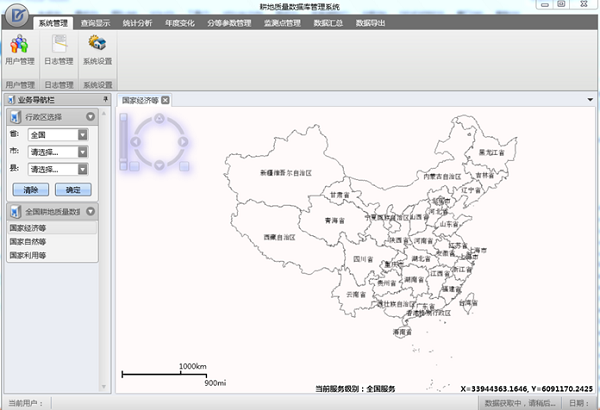 耕地质量数据库管理系统
系统管理 查询显示 统计分析 年度变化 分等参数管理 监测点管理 数据汇总 数据导出
用户管理 日志管理 系统设置
用户管理 日志管理 系统设置
业务导航栏
行政区选择
省: 全国
市: 请选择...
县: 请选择...
清除 确定
全国耕地质量数据
国家经济等
国家自然等
国家利用等
国家经济等
黑龙江省
吉林省
辽宁省
内蒙古自治区
新疆维吾尔自治区
甘肃省
河北省
宁夏回族自治区
山西省
山东省
青海省
陕西省
河南省
江苏省
上海市
西藏自治区
四川省
重庆市
湖北省
安徽省
浙江省
江西省
湖南省
贵州省
福建省
云南省
广东省
台湾省
海南省
1000km
900mi
当前服务级别：全国服务
X=33944363.1646, Y=6091170.2425
当前用户：
数据获取中，请稍后...
日期：